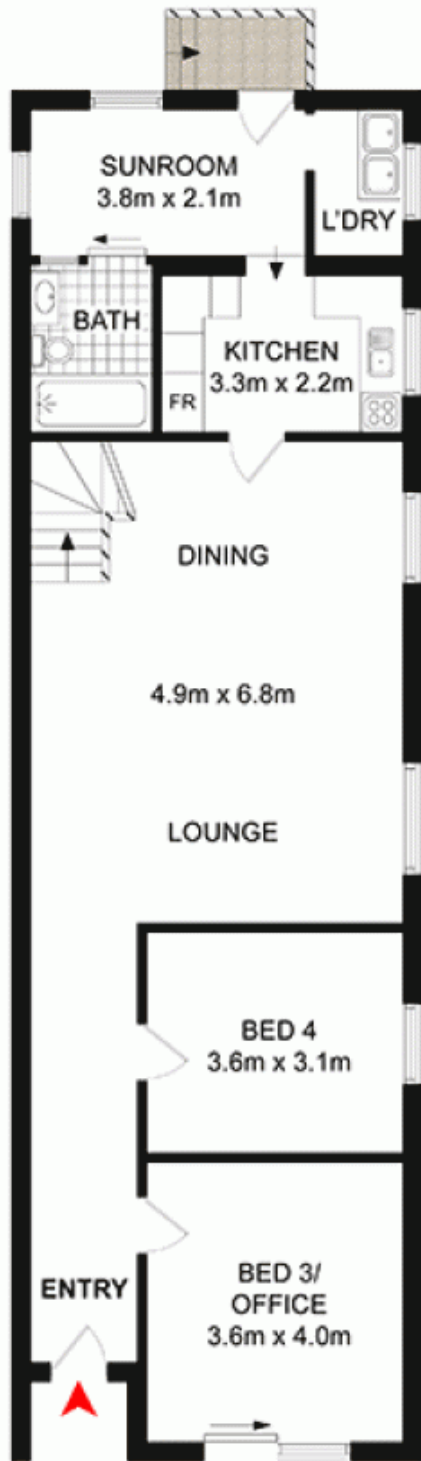 SUNROOM
3.8m x 2.1m
L'DRY
BATH
KITCHEN
3.3m x 2.2m
FR
DINING
4.9m x 6.8m
LOUNGE
BED 4
3.6m x 3.1m
ENTRY
BED 3/
OFFICE
3.6m x 4.0m